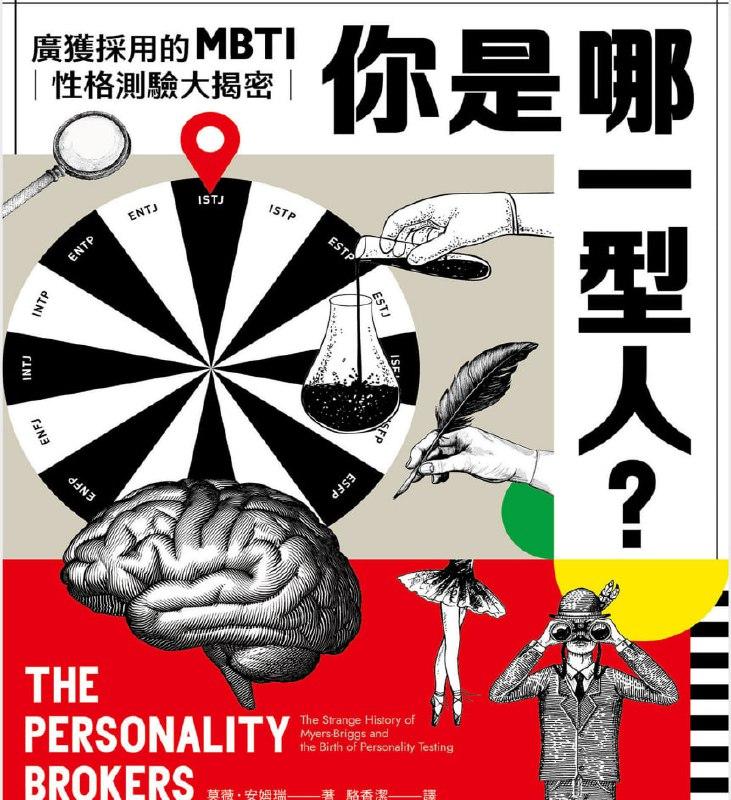 廣獲採用的MBTI
｜性格測驗大揭密｜
你是哪一型人？
ISTJ
ISTP
ESTP
ESTJ
ESFP
ENFP
ENFJ
INTJ
INTP
ENTP
ENTJ
THE
PERSONALITY
BROKERS
The Strange History of
Myers-Briggs and
the Birth of Personality Testing
莫薇·安姆瑞——著 駱香潔——譯